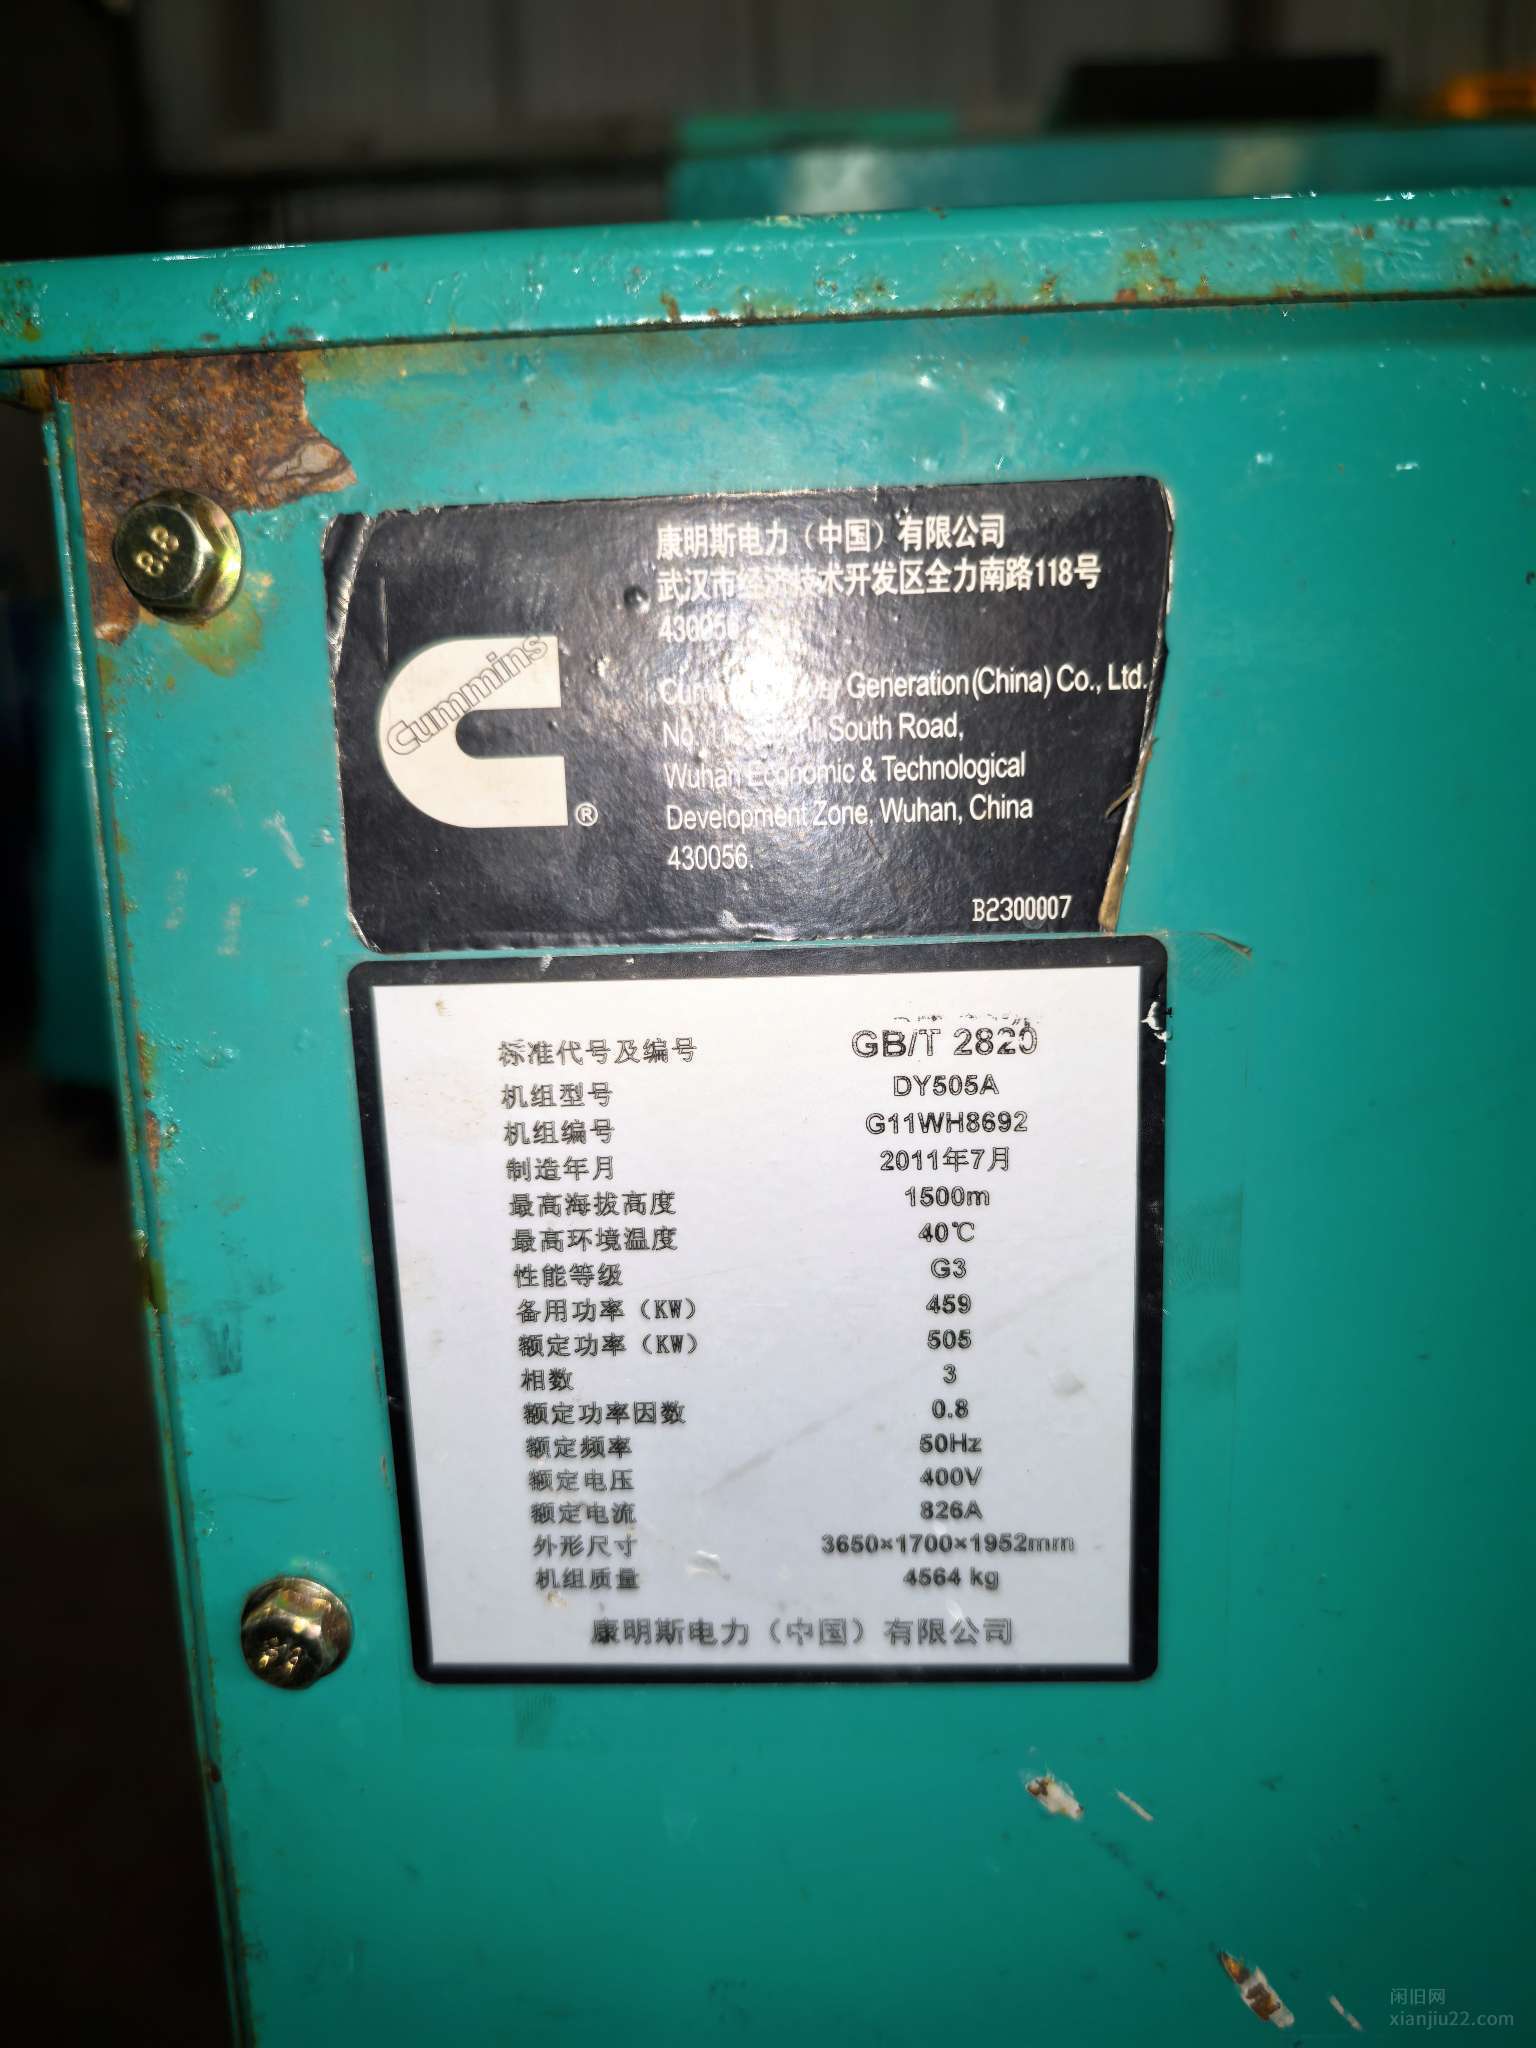 8.8
康明斯电力（中国）有限公司
武汉市经济技术开发区全力南路118号
430056
Cummins
®
Generation (China) Co., Ltd.
No. South Road,
Wuhan Economic & Technological
Development Zone, Wuhan, China
430056.
B2300007
标准代号及编号 GB/T 2820
机组型号 DY505A
机组编号 G11WH8692
制造年月 2011年7月
最高海拔高度 1500m
最高环境温度 40℃
性能等级 G3
备用功率（KW） 459
额定功率（KW） 505
相数 3
额定功率因数 0.8
额定频率 50Hz
额定电压 400V
额定电流 826A
外形尺寸 3650×1700×1952mm
机组质量 4564 kg
康明斯电力（中国）有限公司
闲旧网
xianjiu22.com